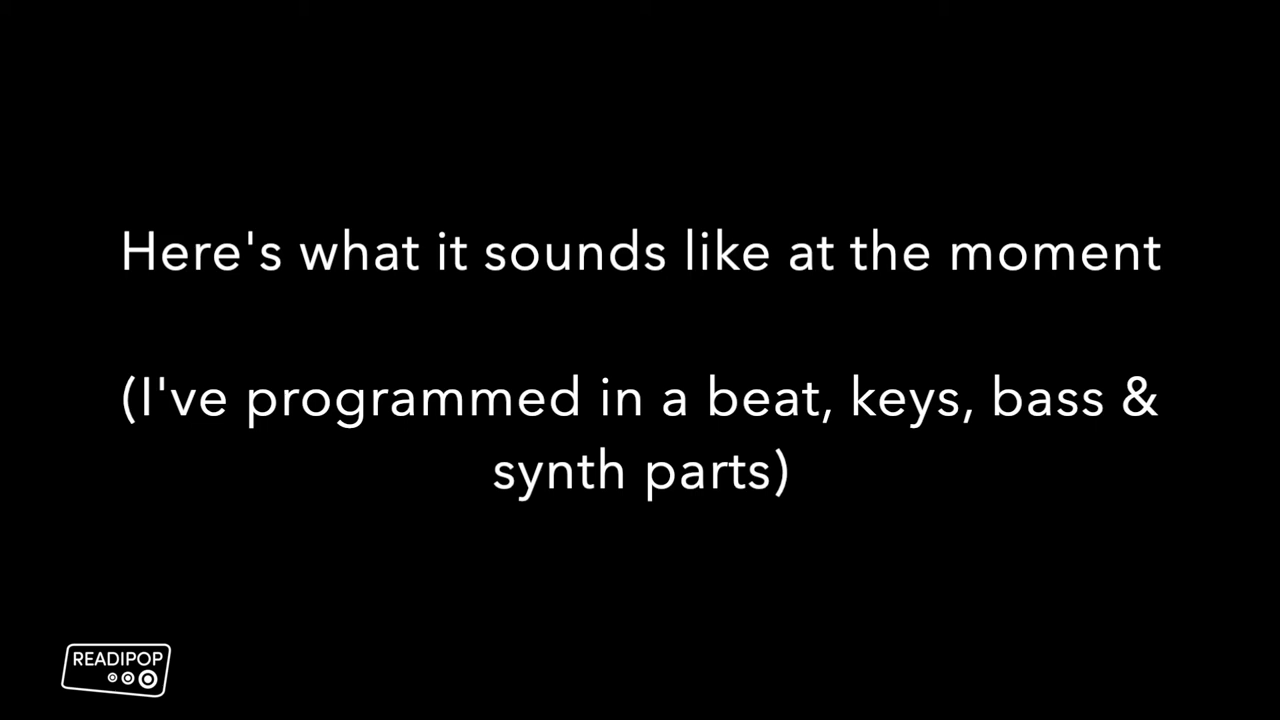 Here's what it sounds like at the moment
(I've programmed in a beat, keys, bass &
synth parts)
READIPOP